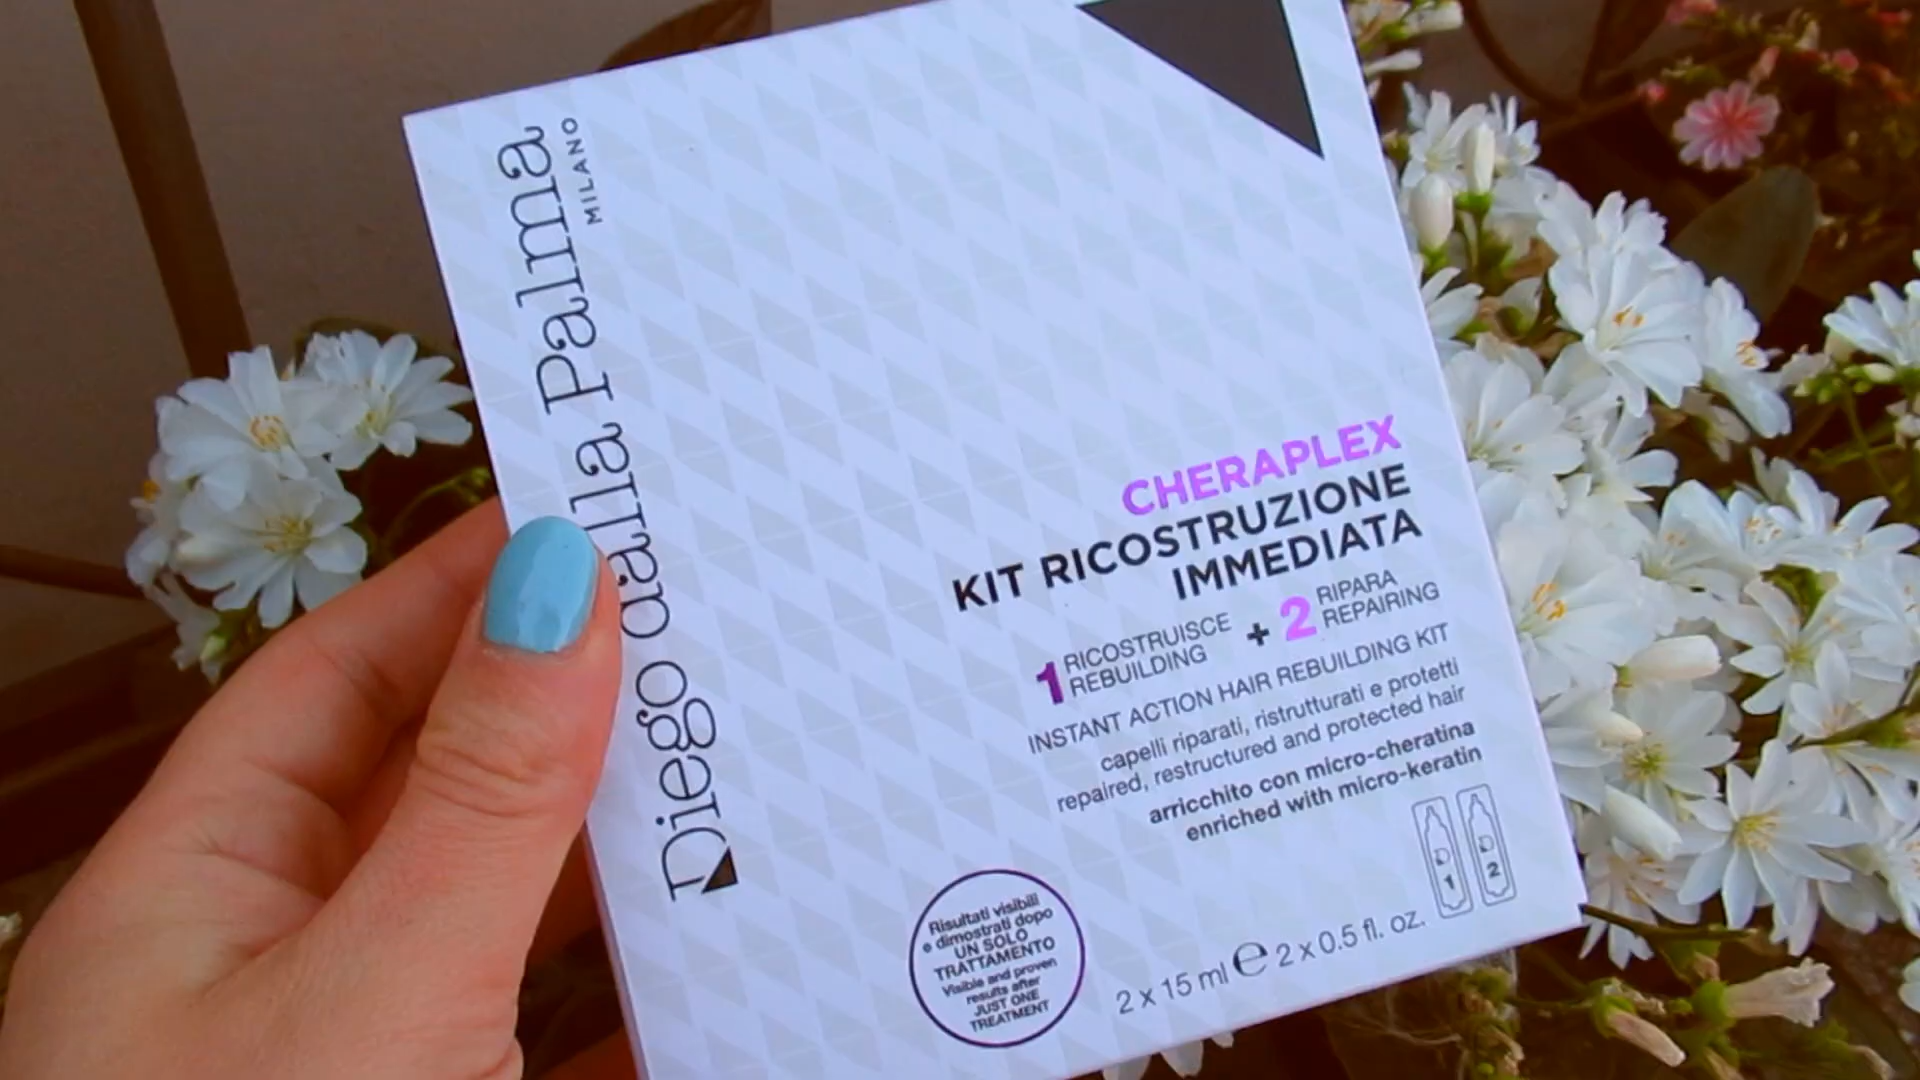 Diego dalla Palma
MILANO
CHERAPLEX
KIT RICOSTRUZIONE
IMMEDIATA
1 RICOSTRUISCE + 2 RIPARA
REBUILDING REPAIRING
INSTANT ACTION HAIR REBUILDING KIT
capelli riparati, ristrutturati e protetti
repaired, restructured and protected hair
arricchito con micro-cheratina
enriched with micro-keratin
D D
1 2
Risultati visibili
e dimostrati dopo
UN SOLO
TRATTAMENTO
Visible and proven
results after
JUST ONE
TREATMENT
2 x 15 ml e 2 x 0.5 fl. oz.